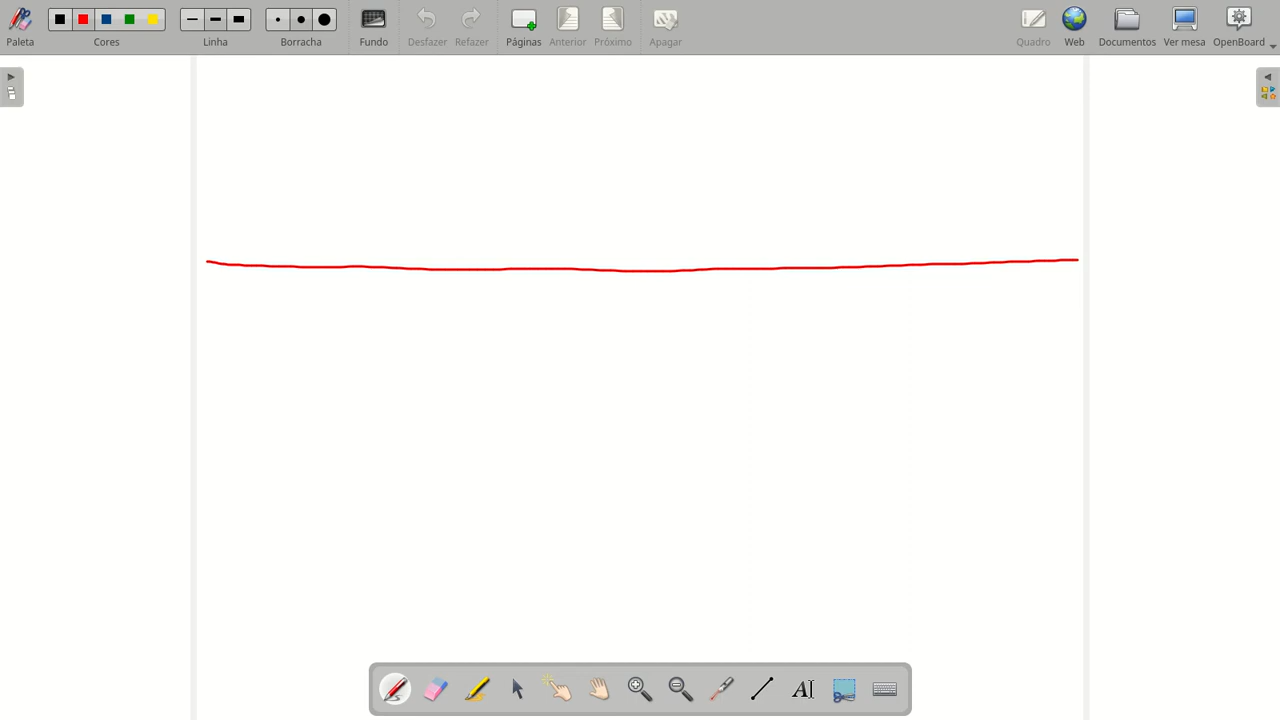 Paleta
Cores
Linha
Borracha
Fundo
Desfazer
Refazer
Páginas
Anterior
Próximo
Apagar
Quadro
Web
Documentos
Ver mesa
OpenBoard